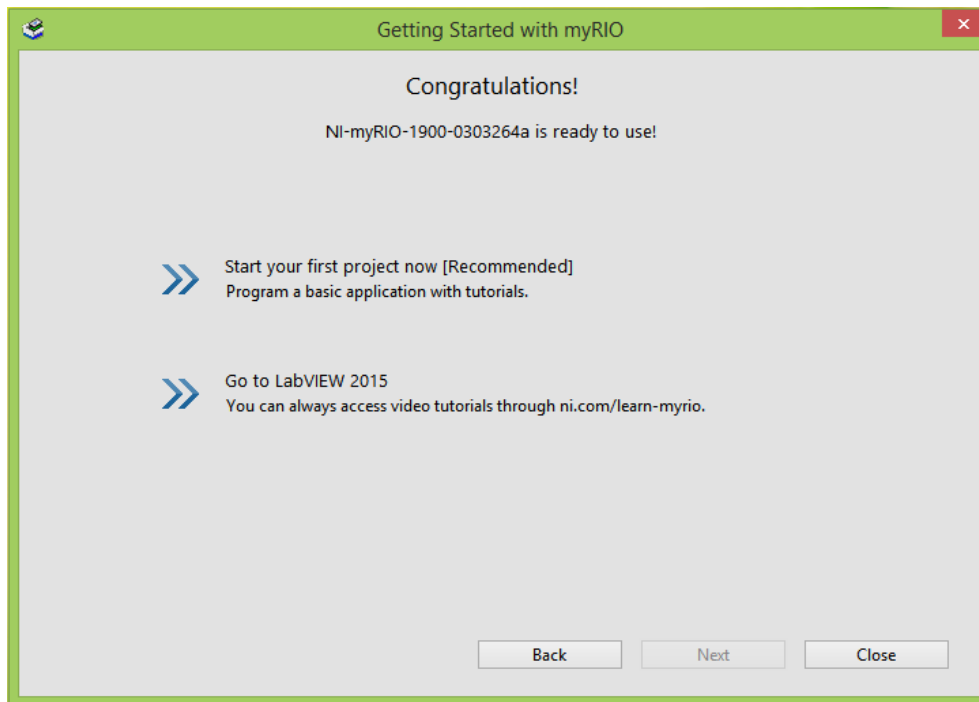 Getting Started with myRIO
Congratulations!
NI-myRIO-1900-0303264a is ready to use!
Start your first project now [Recommended]
Program a basic application with tutorials.
Go to LabVIEW 2015
You can always access video tutorials through ni.com/learn-myrio.
Back Next Close